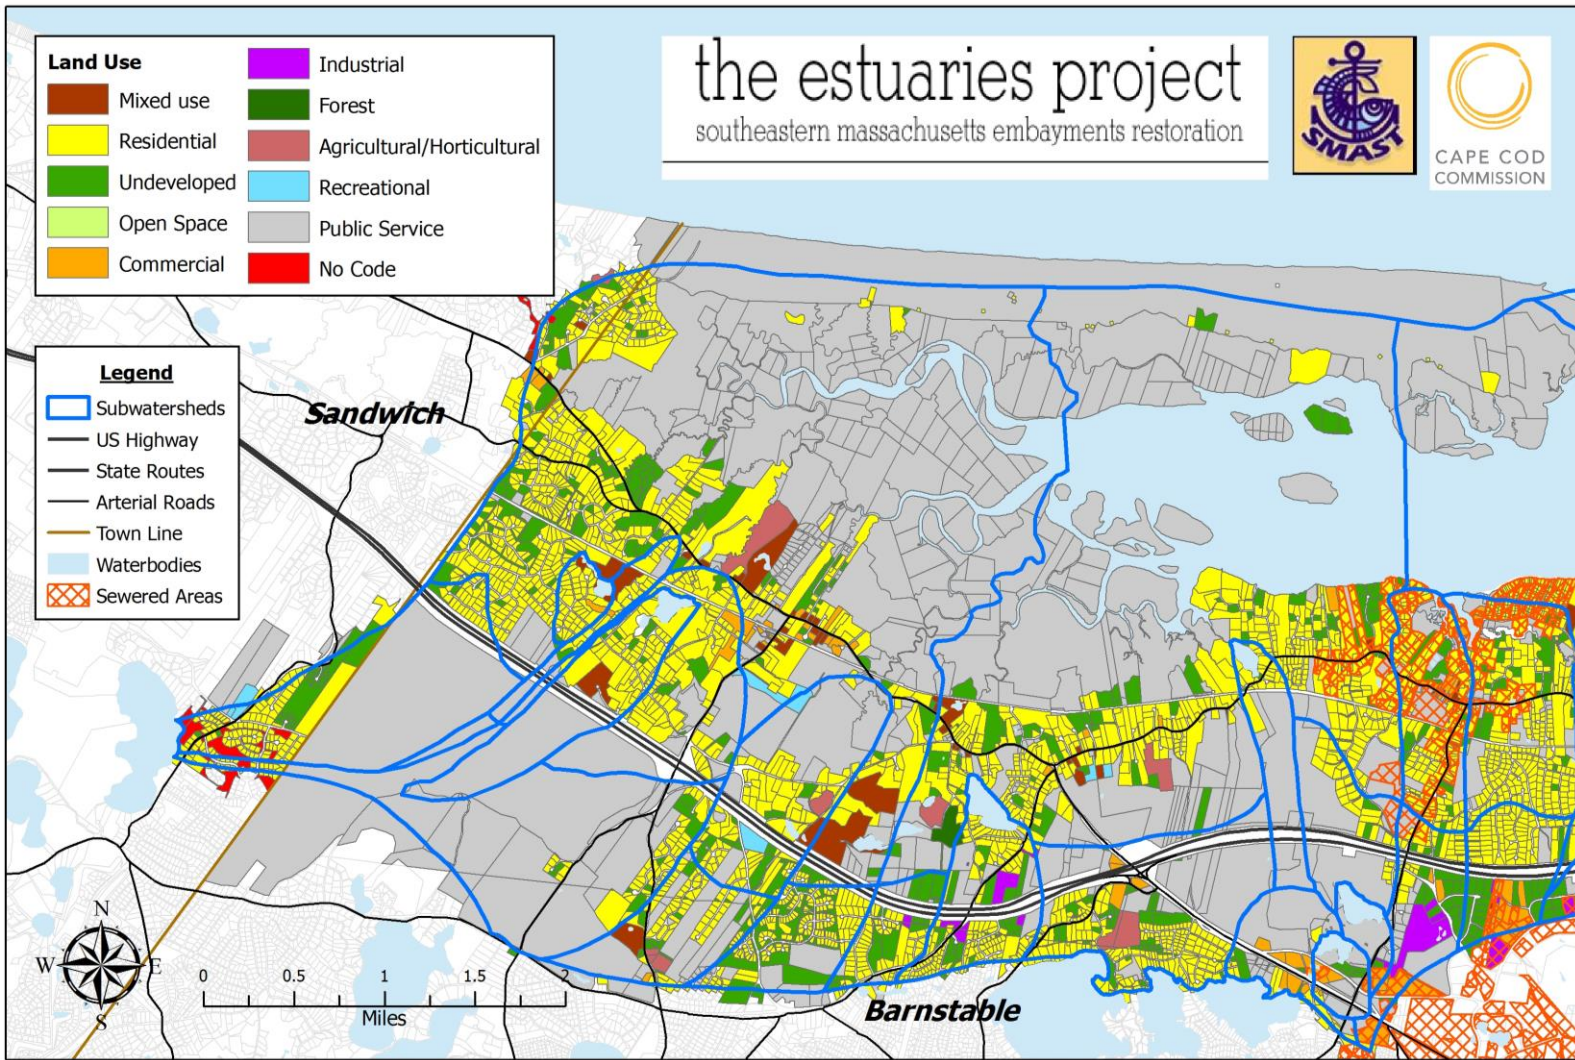 Land Use
Mixed use
Residential
Undeveloped
Open Space
Commercial
Industrial
Forest
Agricultural/Horticultural
Recreational
Public Service
No Code
the estuaries project
southeastern massachusetts embayments restoration
SMAST
CAPE COD
COMMISSION
Legend
Subwatersheds
US Highway
State Routes
Arterial Roads
Town Line
Waterbodies
Sewered Areas
Sandwich
N
W E
S
0 0.5 1 1.5 2
Miles
Barnstable